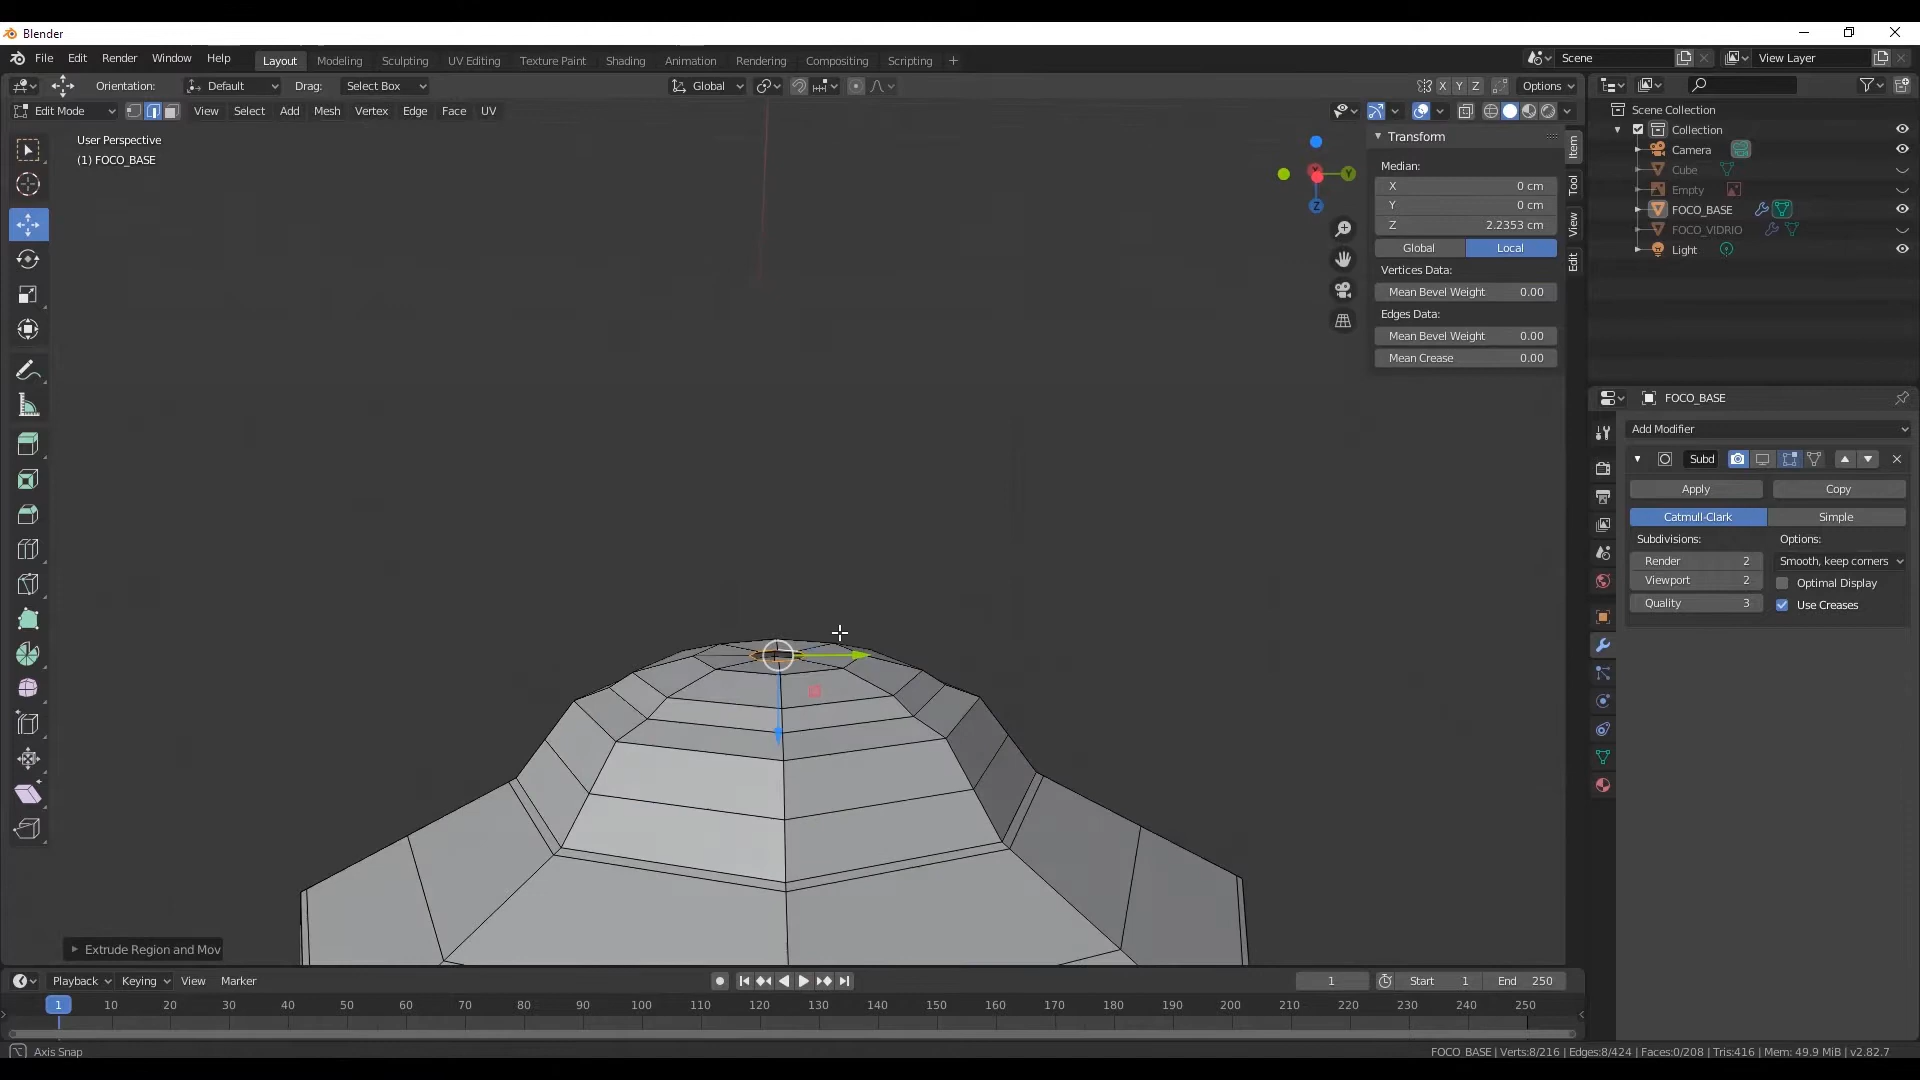 Blender
File Edit Render Window Help
Layout Modeling Sculpting UV Editing Texture Paint Shading Animation Rendering Compositing Scripting +
Scene
View Layer
Orientation: Default Drag: Select Box
Global
X Y Z Options
Edit Mode View Select Add Mesh Vertex Edge Face UV
User Perspective
(1) FOCO_BASE
Y
Z
Transform
Median:
X 0 cm
Y 0 cm
Z 2.2353 cm
Global Local
Vertices Data:
Mean Bevel Weight 0.00
Edges Data:
Mean Bevel Weight 0.00
Mean Crease 0.00
Item
Tool
View
Edit
Scene Collection
Collection
Camera
Cube
Empty
FOCO_BASE
FOCO_VIDRIO
Light
FOCO_BASE
Add Modifier
Subd
Apply Copy
Catmull-Clark Simple
Subdivisions: Options:
Render 2 Smooth, keep corners
Viewport 2 Optimal Display
Quality 3 Use Creases
Extrude Region and Mov
Playback Keying View Marker
1 Start 1 End 250
1 10 20 30 40 50 60 70 80 90 100 110 120 130 140 150 160 170 180 190 200 210 220 230 240 250
Axis Snap
FOCO_BASE | Verts:8/216 | Edges:8/424 | Faces:0/208 | Tris:416 | Mem: 49.9 MiB | v2.82.7